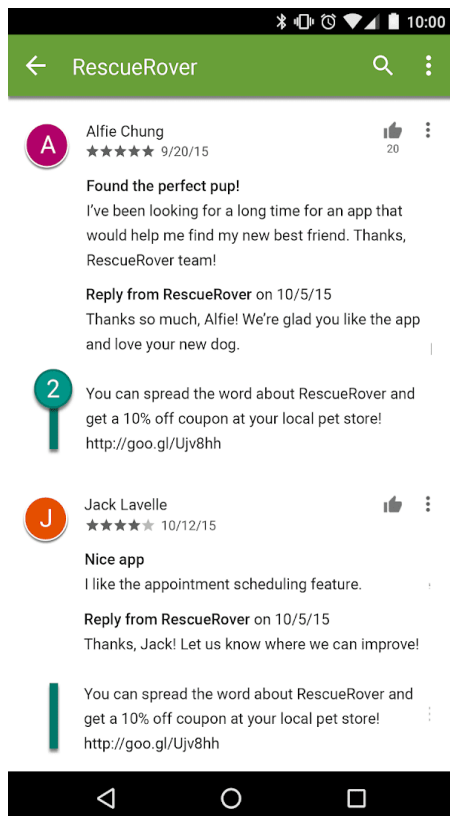 10:00
RescueRover
A
Alfie Chung
9/20/15
20
Found the perfect pup!
I've been looking for a long time for an app that
would help me find my new best friend. Thanks,
RescueRover team!
Reply from RescueRover on 10/5/15
Thanks so much, Alfie! We're glad you like the app
and love your new dog.
2
You can spread the word about RescueRover and
get a 10% off coupon at your local pet store!
http://goo.gl/Ujv8hh
J
Jack Lavelle
10/12/15
Nice app
I like the appointment scheduling feature.
Reply from RescueRover on 10/5/15
Thanks, Jack! Let us know where we can improve!
You can spread the word about RescueRover and
get a 10% off coupon at your local pet store!
http://goo.gl/Ujv8hh